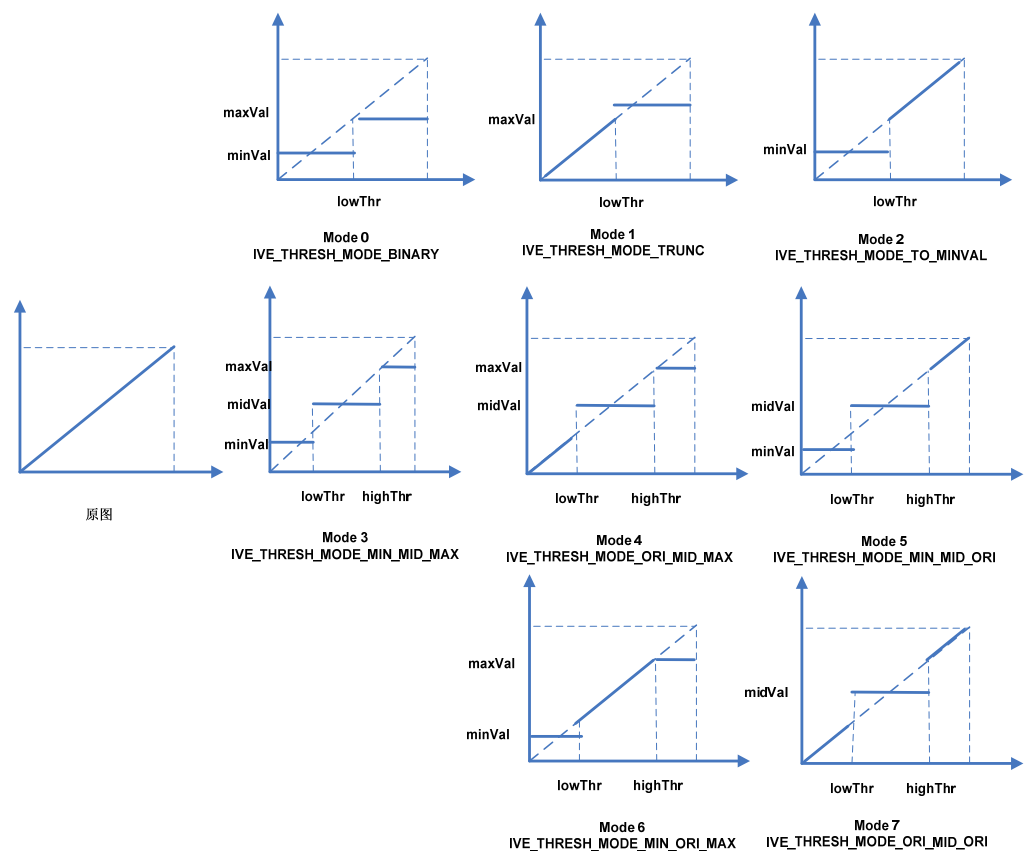 maxVal
minVal
lowThr
Mode 0
IVE_THRESH_MODE_BINARY
maxVal
lowThr
Mode 1
IVE_THRESH_MODE_TRUNC
minVal
lowThr
Mode 2
IVE_THRESH_MODE_TO_MINVAL
原图
maxVal
midVal
minVal
lowThr
highThr
Mode 3
IVE_THRESH_MODE_MIN_MID_MAX
maxVal
midVal
lowThr
highThr
Mode 4
IVE_THRESH_MODE_ORI_MID_MAX
midVal
minVal
lowThr
highThr
Mode 5
IVE_THRESH_MODE_MIN_MID_ORI
maxVal
minVal
lowThr
highThr
Mode 6
IVE_THRESH_MODE_MIN_ORI_MAX
midVal
lowThr
highThr
Mode 7
IVE_THRESH_MODE_ORI_MID_ORI